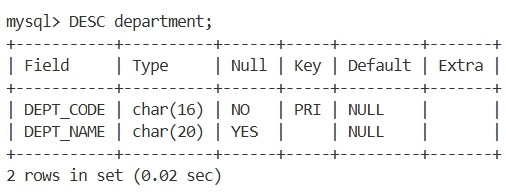 mysql> DESC department;
+-----------+----------+------+-----+---------+-------+
| Field     | Type     | Null | Key | Default | Extra |
+-----------+----------+------+-----+---------+-------+
| DEPT_CODE | char(16) | NO   | PRI | NULL    |       |
| DEPT_NAME | char(20) | YES  |     | NULL    |       |
+-----------+----------+------+-----+---------+-------+
2 rows in set (0.02 sec)